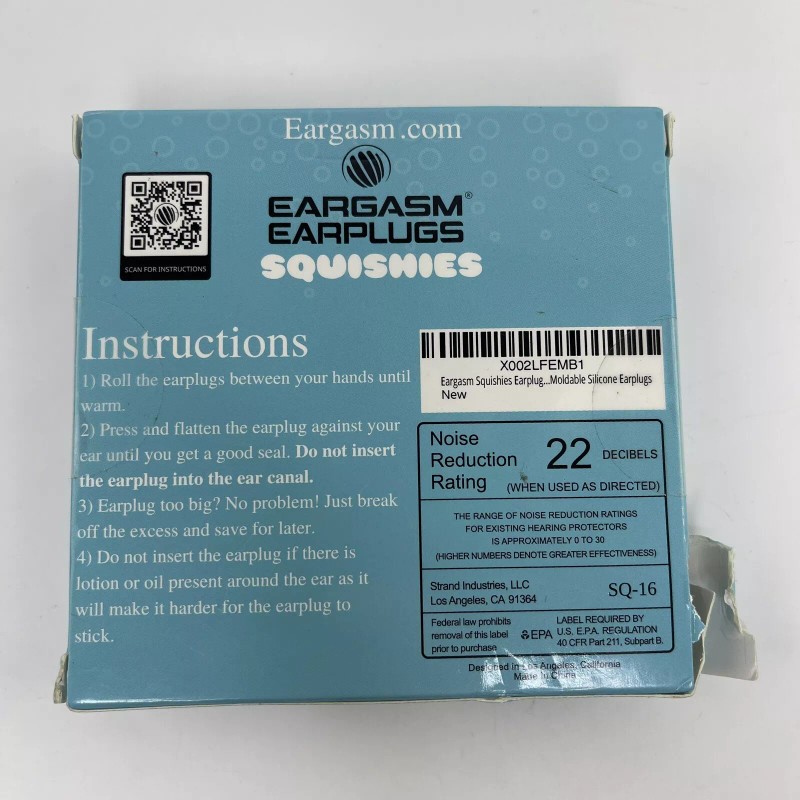 Eargasm.com
EARGASM®
EARPLUGS
SQUISHIES
SCAN FOR INSTRUCTIONS
Instructions
1) Roll the earplugs between your hands until
warm.
2) Press and flatten the earplug against your
ear until you get a good seal. Do not insert
the earplug into the ear canal.
3) Earplug too big? No problem! Just break
off the excess and save for later.
4) Do not insert the earplug if there is
lotion or oil present around the ear as it
will make it harder for the earplug to
stick.
X002LFEMB1
Eargasm Squishies Earplug...Moldable Silicone Earplugs
New
Noise
Reduction
Rating
22 DECIBELS
(WHEN USED AS DIRECTED)
THE RANGE OF NOISE REDUCTION RATINGS
FOR EXISTING HEARING PROTECTORS
IS APPROXIMATELY 0 TO 30
(HIGHER NUMBERS DENOTE GREATER EFFECTIVENESS)
Strand Industries, LLC
Los Angeles, CA 91364
SQ-16
Federal law prohibits
removal of this label
prior to purchase
EPA
LABEL REQUIRED BY
U.S. E.P.A. REGULATION
40 CFR Part 211, Subpart B.
Designed in Los Angeles, California
Made In China